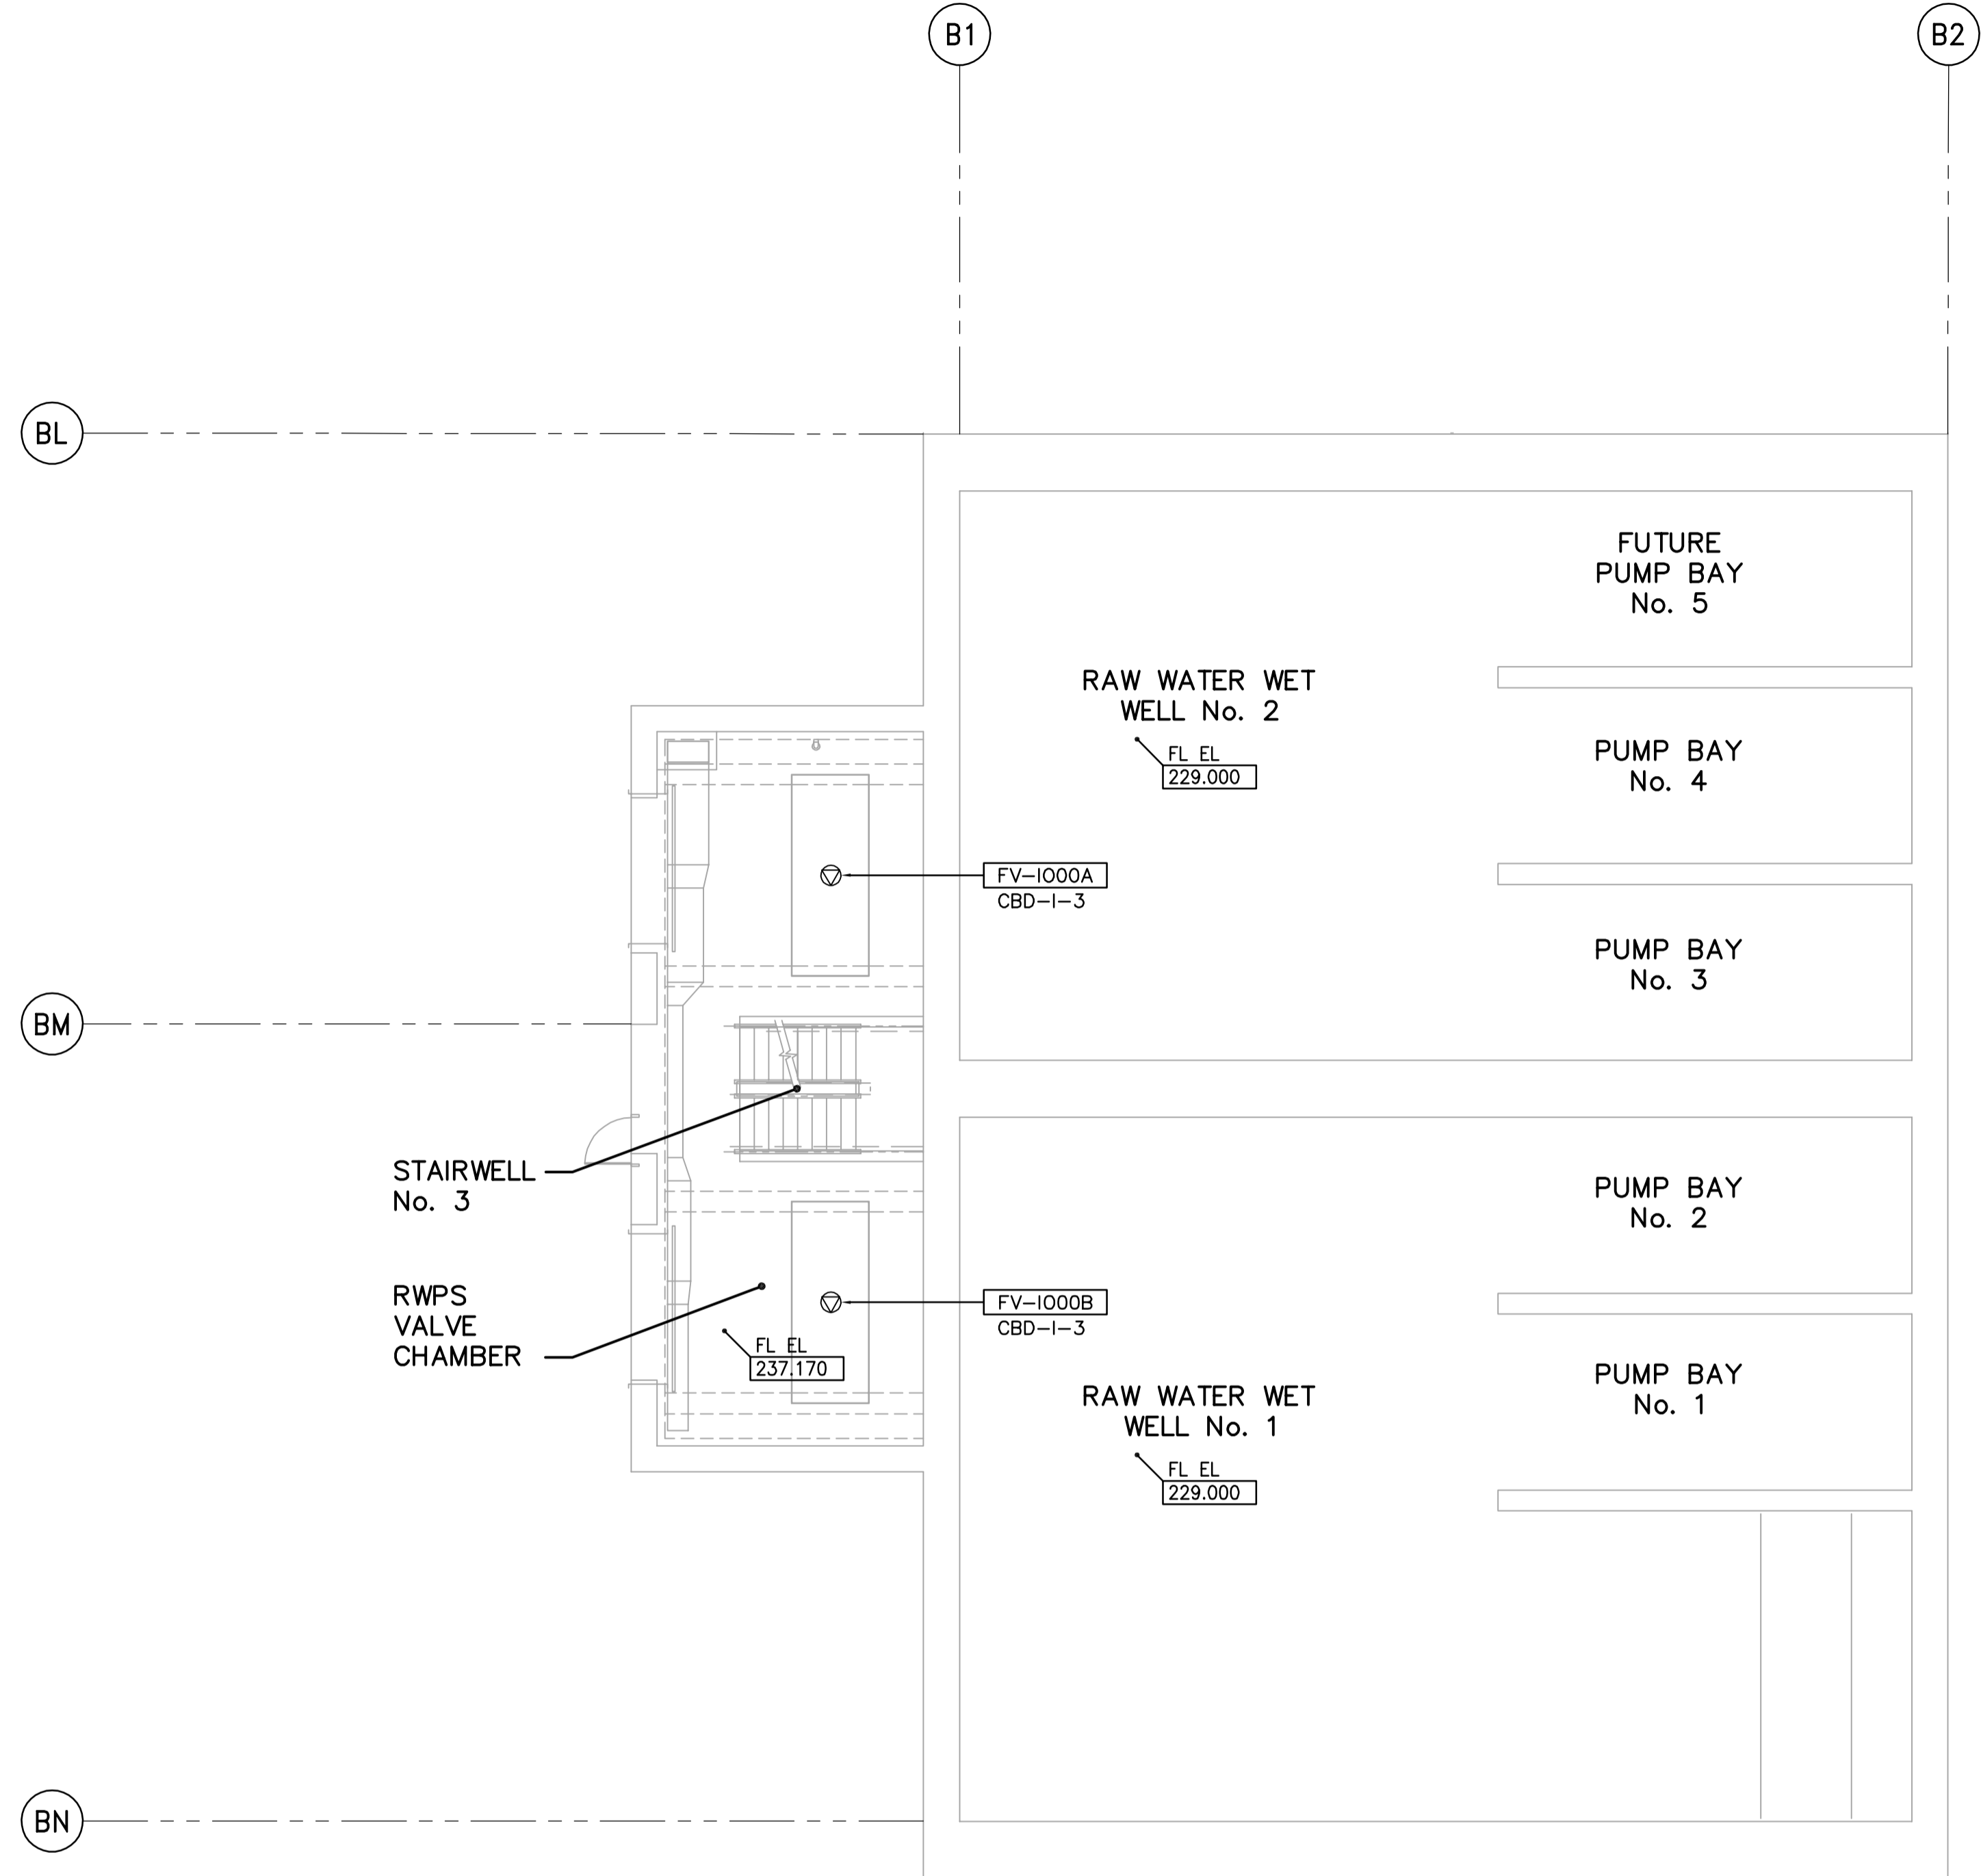 B1
B2
BL
FUTURE
PUMP BAY
No. 5
RAW WATER WET
WELL No. 2
FL EL
229.000
PUMP BAY
No. 4
FV-1000A
CBD-1-3
PUMP BAY
No. 3
BM
STAIRWELL
No. 3
PUMP BAY
No. 2
RWPS
VALVE
CHAMBER
FV-1000B
CBD-1-3
FL EL
237.170
PUMP BAY
No. 1
RAW WATER WET
WELL No. 1
FL EL
229.000
BN